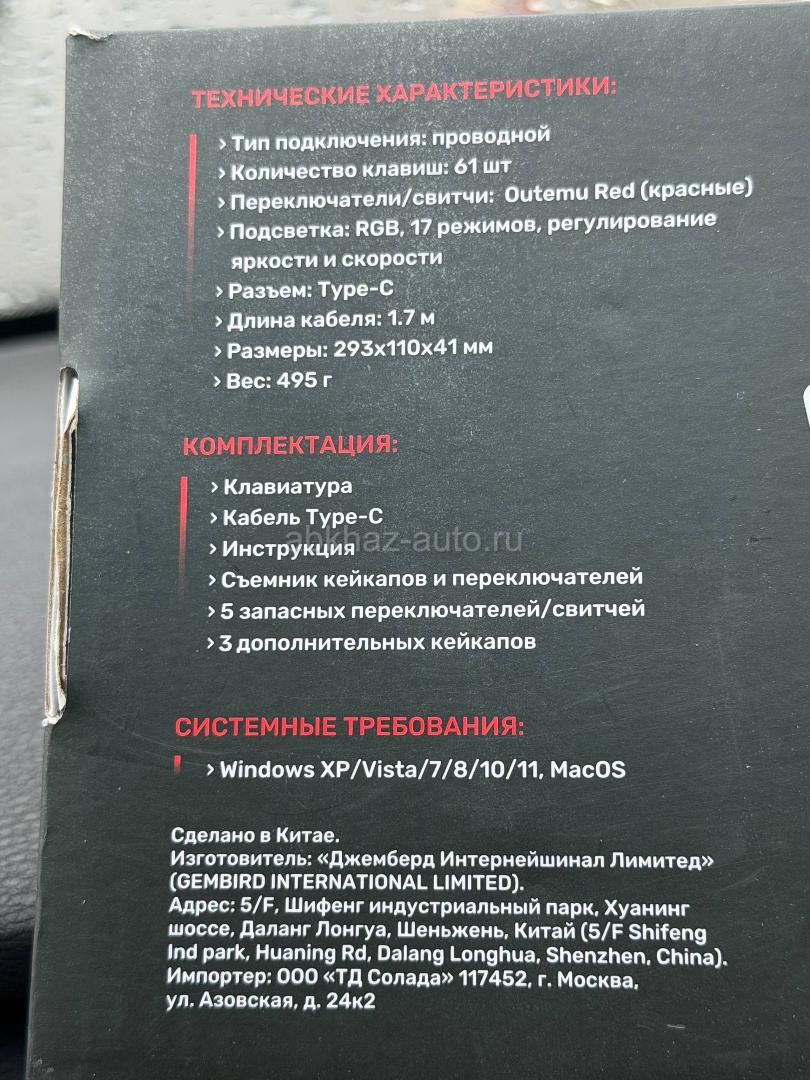 ТЕХНИЧЕСКИЕ ХАРАКТЕРИСТИКИ:
› Тип подключения: проводной
› Количество клавиш: 61 шт
› Переключатели/свитчи: Outemu Red (красные)
› Подсветка: RGB, 17 режимов, регулирование
яркости и скорости
› Разъем: Type-C
› Длина кабеля: 1.7 м
› Размеры: 293x110x41 мм
› Вес: 495 г
КОМПЛЕКТАЦИЯ:
› Клавиатура
› Кабель Type-C
abkhaz-auto.ru
› Инструкция
› Съемник кейкапов и переключателей
› 5 запасных переключателей/свитчей
› 3 дополнительных кейкапов
СИСТЕМНЫЕ ТРЕБОВАНИЯ:
› Windows XP/Vista/7/8/10/11, MacOS
Сделано в Китае.
Изготовитель: «Джемберд Интернейшинал Лимитед»
(GEMBIRD INTERNATIONAL LIMITED).
Адрес: 5/F, Шифенг индустриальный парк, Хуанинг
шоссе, Даланг Лонгуа, Шеньжень, Китай (5/F Shifeng
Ind park, Huaning Rd, Dalang Longhua, Shenzhen, China).
Импортер: ООО «ТД Солада» 117452, г. Москва,
ул. Азовская, д. 24к2